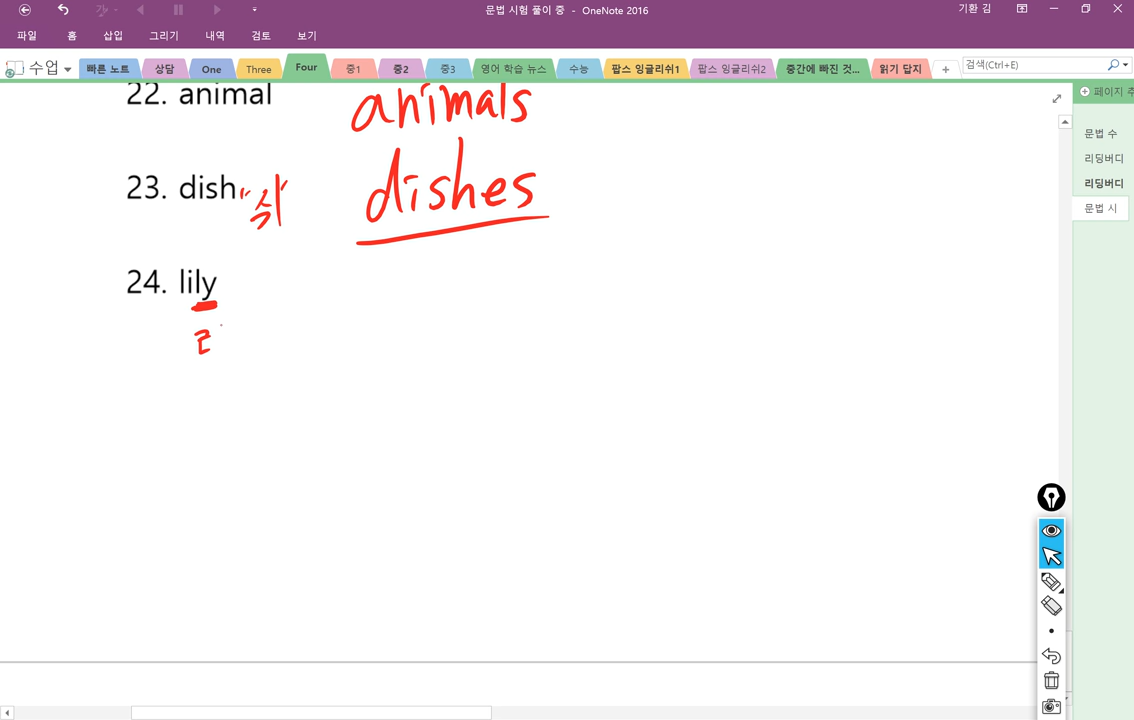 문법 시험 풀이 중 - OneNote 2016
기환 김
파일 홈 삽입 그리기 내역 검토 보기
수업 빠른 노트 상담 One Three Four 중1 중2 중3 영어 학습 뉴스 수능 팝스 잉글리쉬1 팝스 잉글리쉬2 중간에 빠진 것... 읽기 답지
검색(Ctrl+E)
22. animal animals
페이지 추
문법 수
리딩버디
리딩버디
문법 시
23. dish "쉬" dishes
24. lily
ㄹ